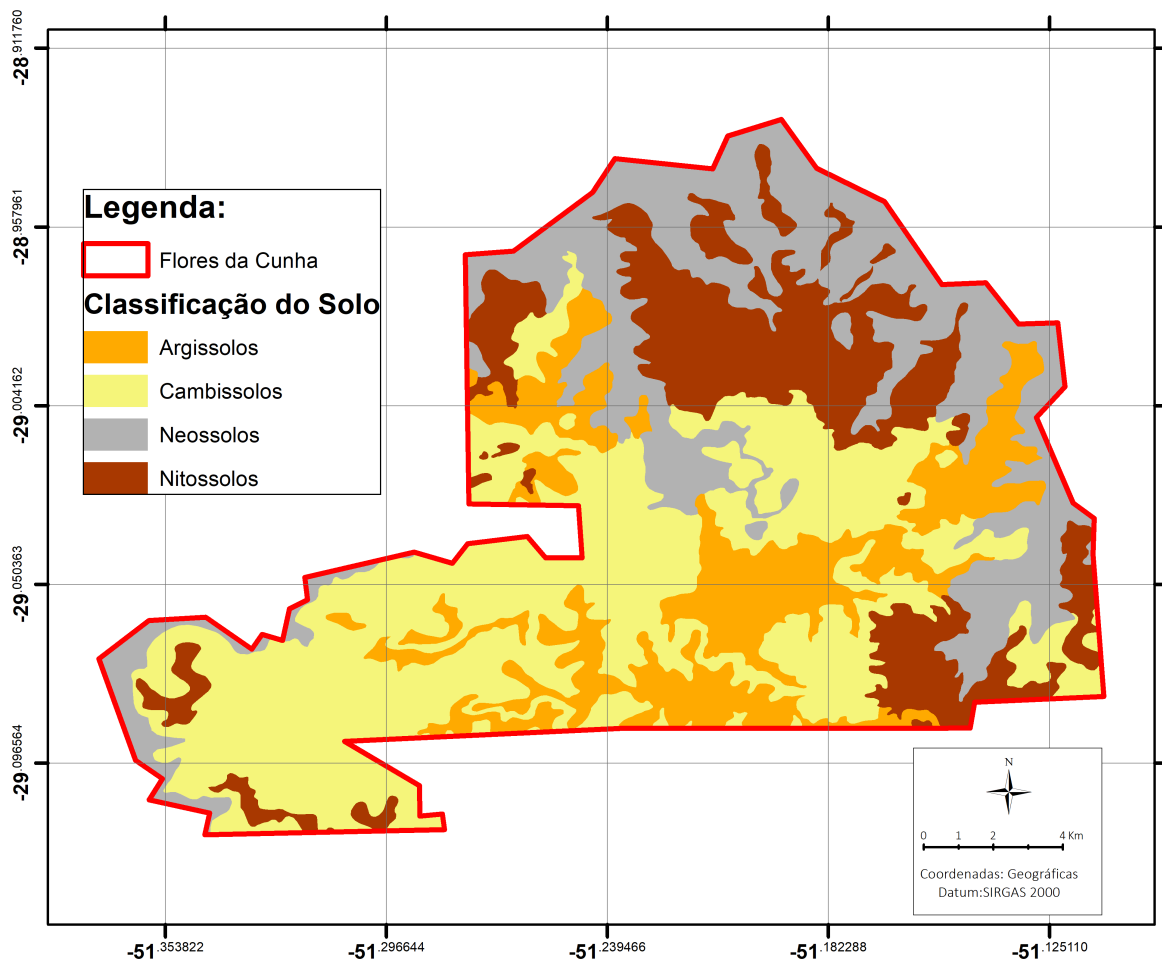 -28.911760
-28.957961
-29.004162
-29.050363
-29.096564
Legenda:
Flores da Cunha
Classificação do Solo
Argissolos
Cambissolos
Neossolos
Nitossolos
N
0 1 2 4 Km
Coordenadas: Geográficas
Datum:SIRGAS 2000
-51.353822 -51.296644 -51.239466 -51.182288 -51.125110